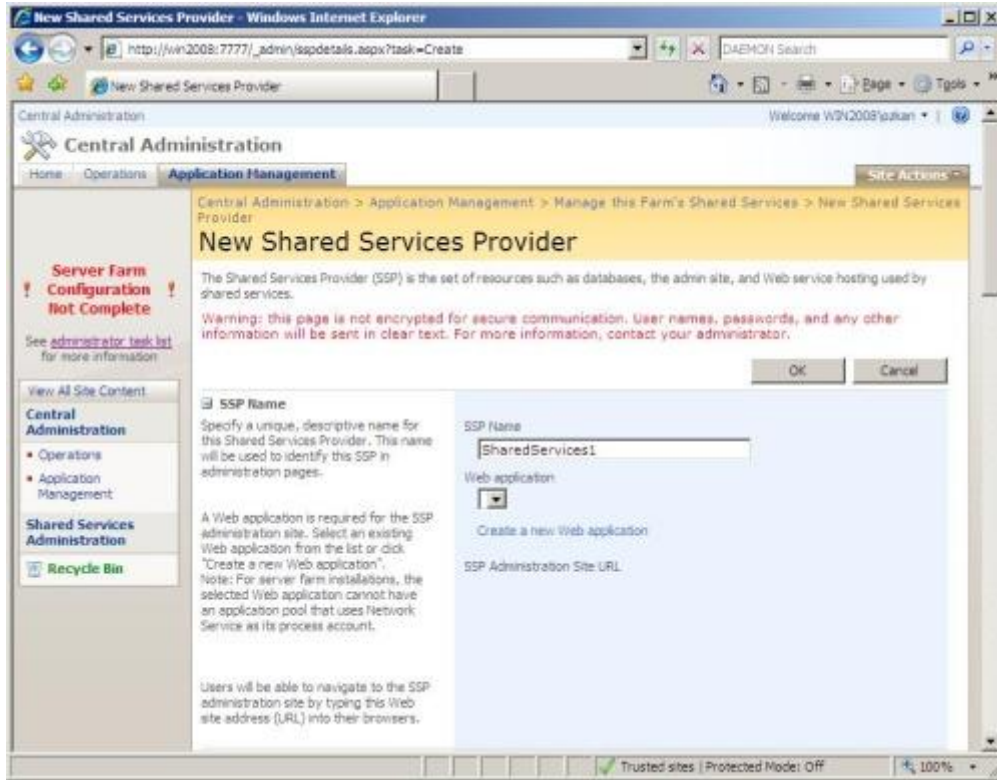 New Shared Services Provider - Windows Internet Explorer
http://win2008:7777/_admin/sspdetails.aspx?task=Create
DAEMON Search
New Shared Services Provider
Page
Tools
Central Administration
Welcome WIN2008\ozkan
Central Administration
Home Operations Application Management
Site Actions
Central Administration > Application Management > Manage this Farm's Shared Services > New Shared Services
Provider
New Shared Services Provider
Server Farm
! Configuration !
Not Complete
See administrator task list
for more information
View All Site Content
Central
Administration
Operations
Application
Management
Shared Services
Administration
Recycle Bin
The Shared Services Provider (SSP) is the set of resources such as databases, the admin site, and Web service hosting used by
shared services.
Warning: this page is not encrypted for secure communication. User names, passwords, and any other
information will be sent in clear text. For more information, contact your administrator.
OK Cancel
SSP Name
Specify a unique, descriptive name for
this Shared Services Provider. This name
will be used to identify this SSP in
administration pages.
A Web application is required for the SSP
administration site. Select an existing
Web application from the list or click
"Create a new Web application".
Note: For server farm installations, the
selected Web application cannot have
an application pool that uses Network
Service as its process account.
Users will be able to navigate to the SSP
administration site by typing this Web
site address (URL) into their browsers.
SSP Name
SharedServices1
Web application
Create a new Web application
SSP Administration Site URL
Trusted sites | Protected Mode: Off
100%